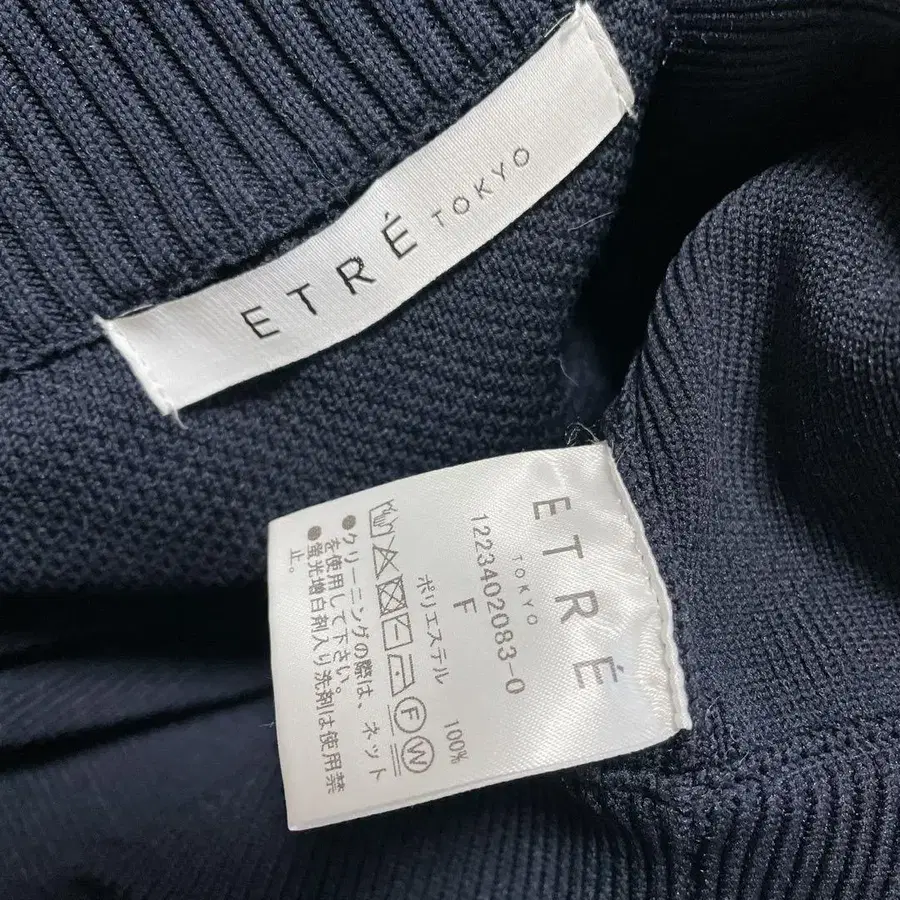 ETRÉ TOKYO
ETRÉ
TOKYO
1223402083-0
F
ポリエステル 100%
F W
●クリーニングの際は、ネット
を使用して下さい。
●蛍光増白剤入り洗剤は使用禁
止。